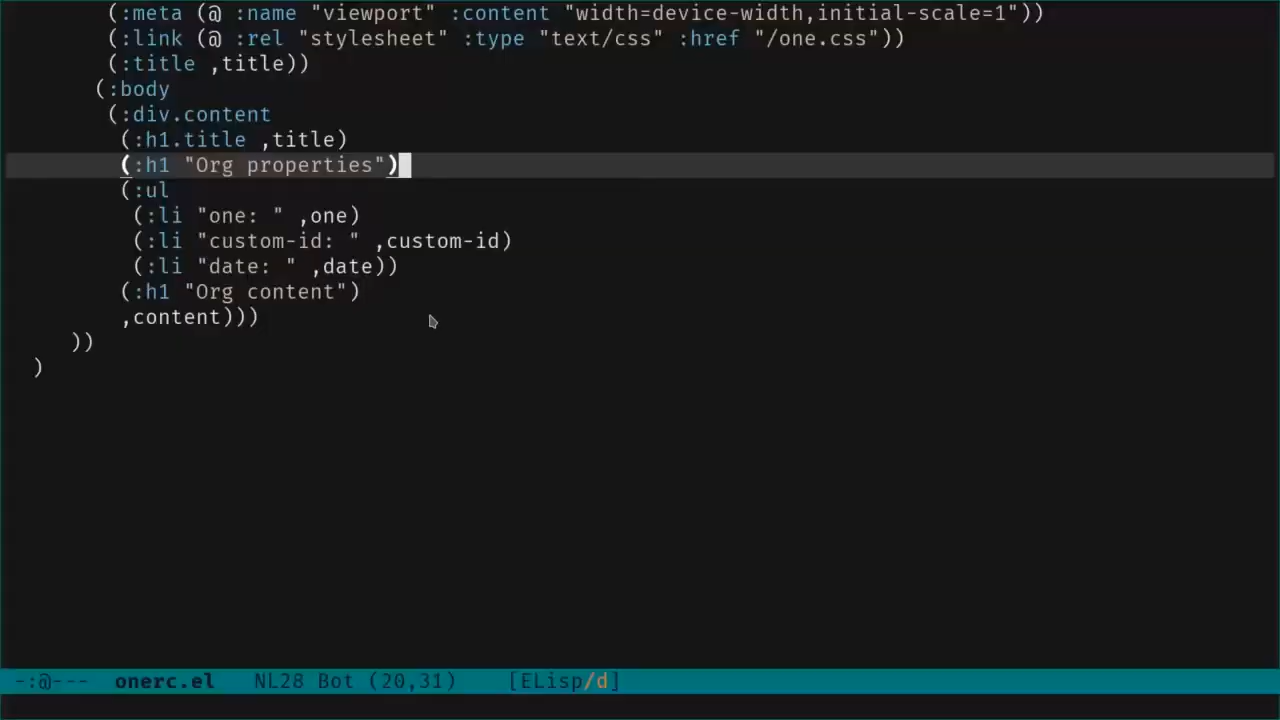 (:meta (@ :name "viewport" :content "width=device-width,initial-scale=1"))
(:link (@ :rel "stylesheet" :type "text/css" :href "/one.css"))
(:title ,title))
(:body
(:div.content
(:h1.title ,title)
(:h1 "Org properties")
(:ul
(:li "one: " ,one)
(:li "custom-id: " ,custom-id)
(:li "date: " ,date))
(:h1 "Org content")
,content)))
))
)
-:@--- onerc.el NL28 Bot (20,31) [ELisp/d]